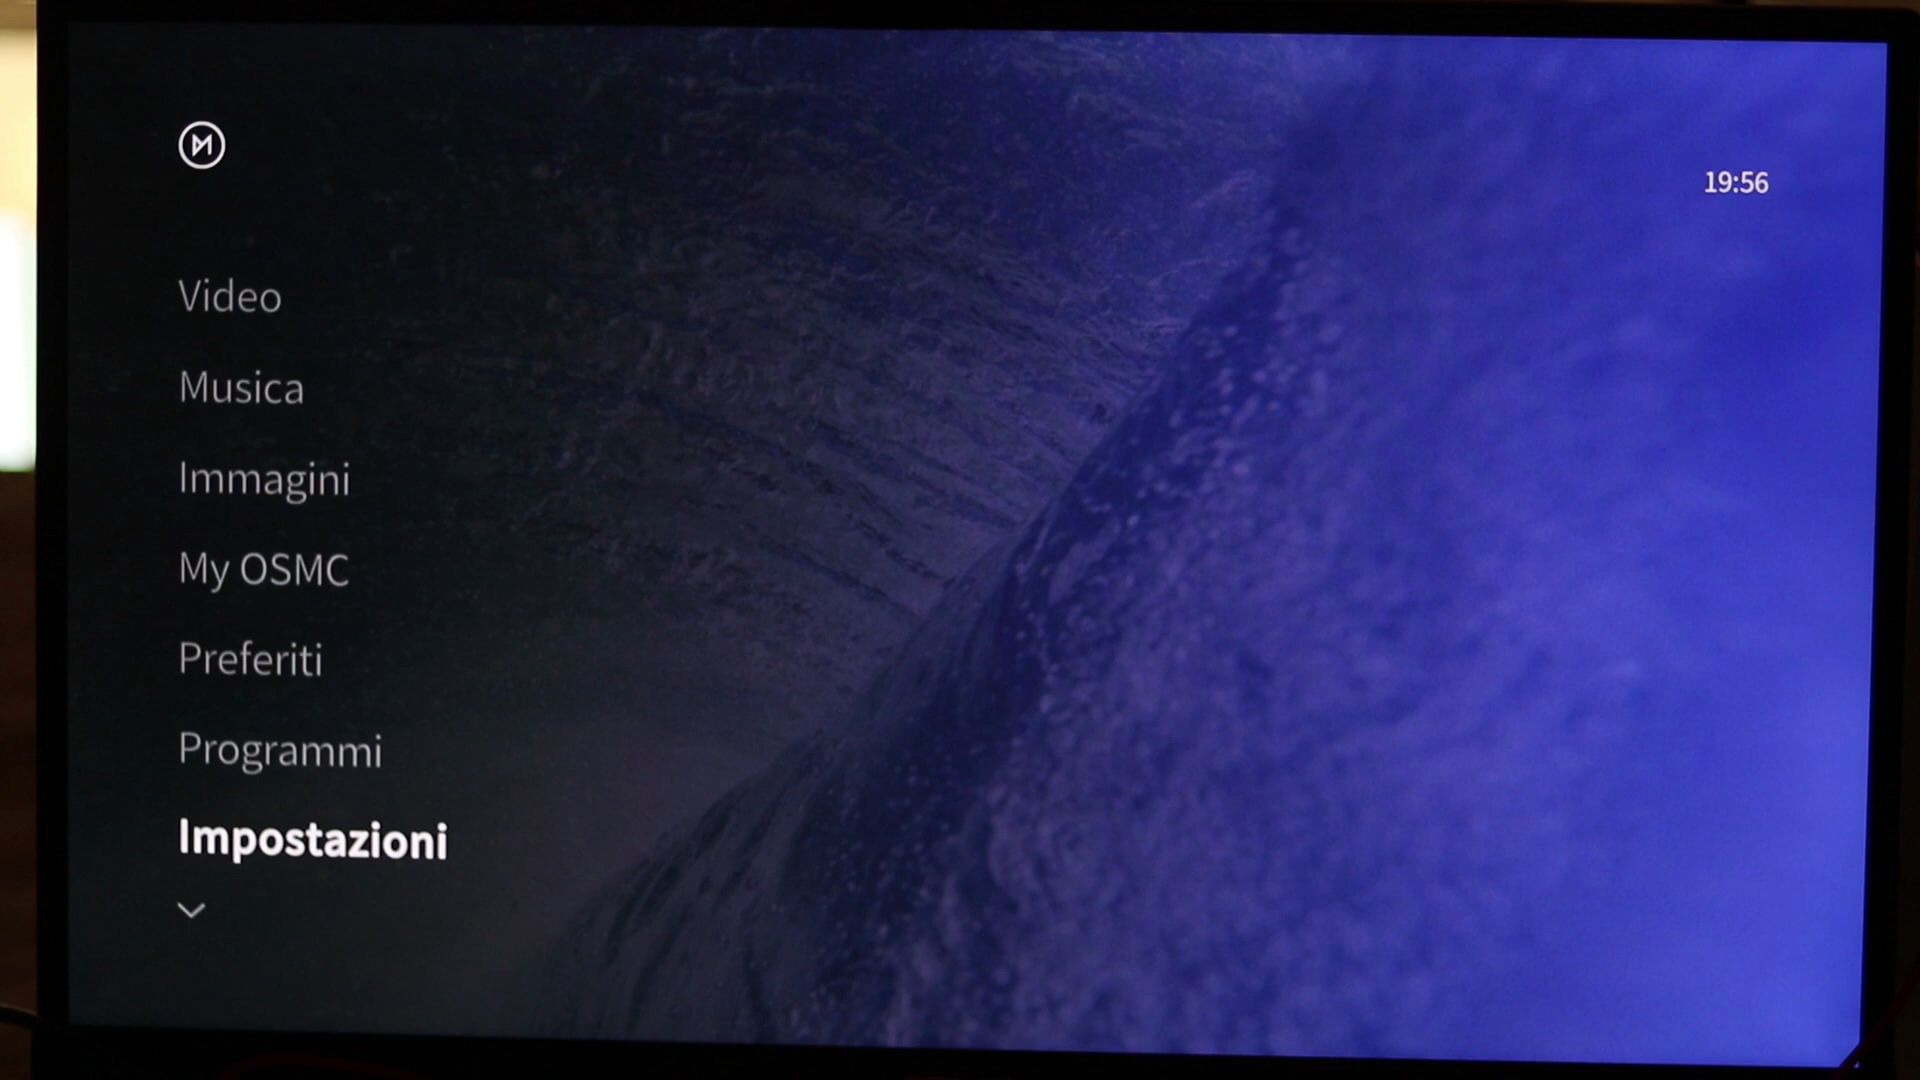 19:56
Video
Musica
Immagini
My OSMC
Preferiti
Programmi
Impostazioni